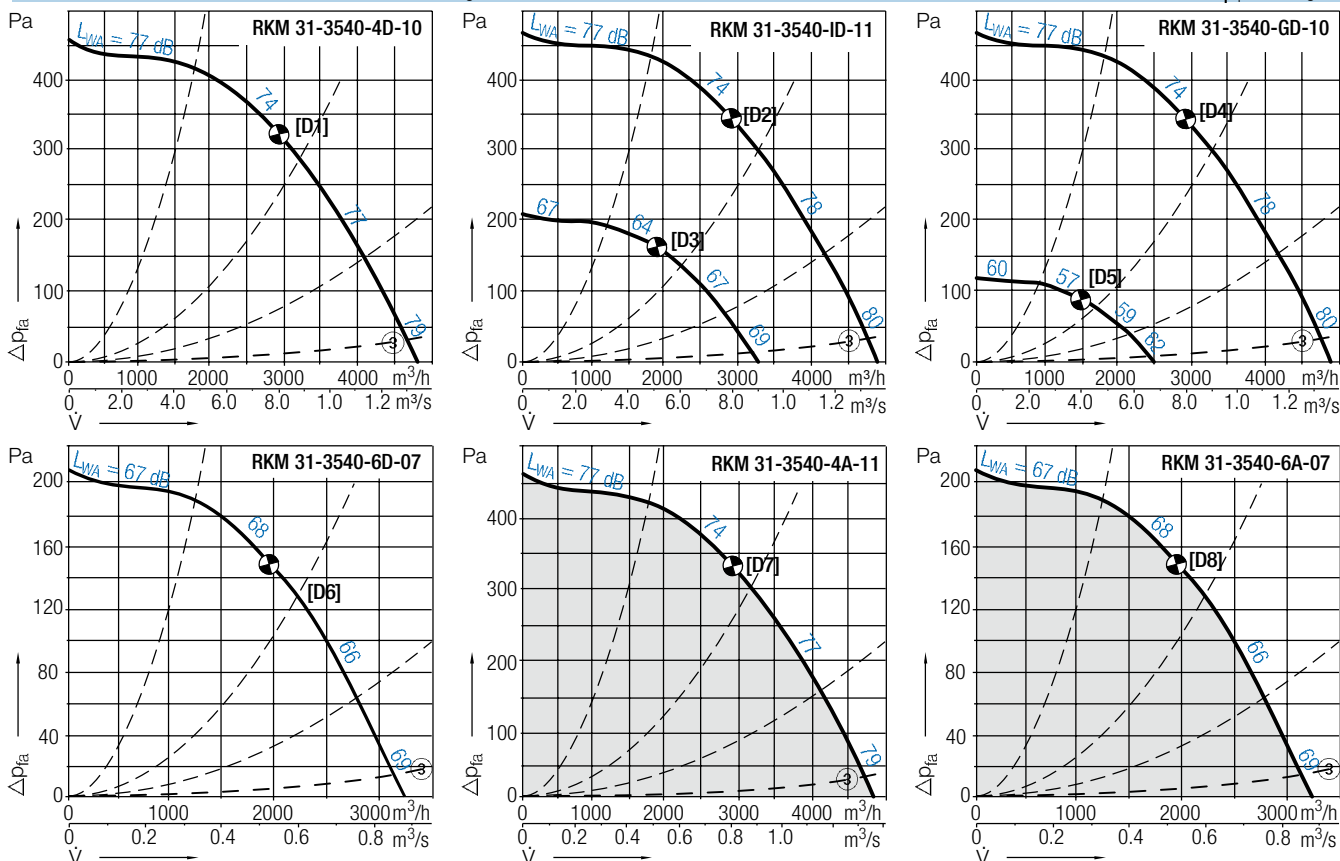 Pa
RKM 31-3540-4D-10
LWA = 77 dB
400
74
[D1]
300
200
77
100
79
3
Δpfa
0
0 1000 2000 3000 4000 m³/h
0 2.0 4.0 6.0 8.0 1.0 1.2 m³/s
V̇
Pa
RKM 31-3540-ID-11
LWA = 77 dB
400
74
[D2]
300
200
67
64
[D3]
78
67
100
69
80
3
Δpfa
0
0 1000 2000 3000 4000 m³/h
0 2.0 4.0 6.0 8.0 1.0 1.2 m³/s
V̇
Pa
RKM 31-3540-GD-10
LWA = 77 dB
400
74
[D4]
300
200
78
60
57
[D5]
100
59
62
80
3
Δpfa
0
0 1000 2000 3000 4000 m³/h
0 2.0 4.0 6.0 8.0 1.0 1.2 m³/s
V̇
Pa
RKM 31-3540-6D-07
LWA = 67 dB
200
68
160
[D6]
120
66
80
40
69
3
Δpfa
0
0 1000 2000 3000 m³/h
0 0.2 0.4 0.6 0.8 m³/s
V̇
Pa
RKM 31-3540-4A-11
LWA = 77 dB
400
74
[D7]
300
200
77
100
79
3
Δpfa
0
0 1000 2000 3000 4000 m³/h
0 0.2 0.4 0.6 0.8 1.0 m³/s
V̇
Pa
RKM 31-3540-6A-07
LWA = 67 dB
200
68
160
[D8]
120
66
80
40
69
3
Δpfa
0
0 1000 2000 3000 m³/h
0 0.2 0.4 0.6 0.8 m³/s
V̇